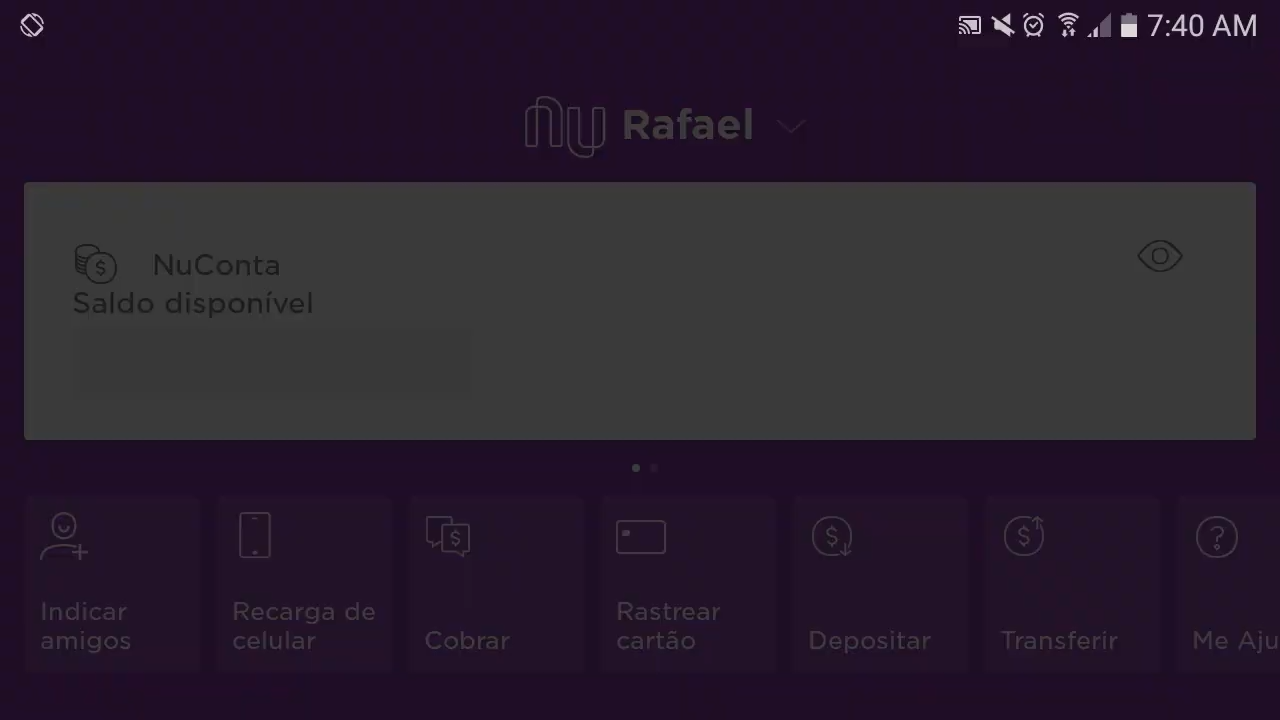 7:40 AM
nu Rafael
NuConta
Saldo disponível
Indicar amigos
Recarga de celular
Cobrar
Rastrear cartão
Depositar
Transferir
Me Aju